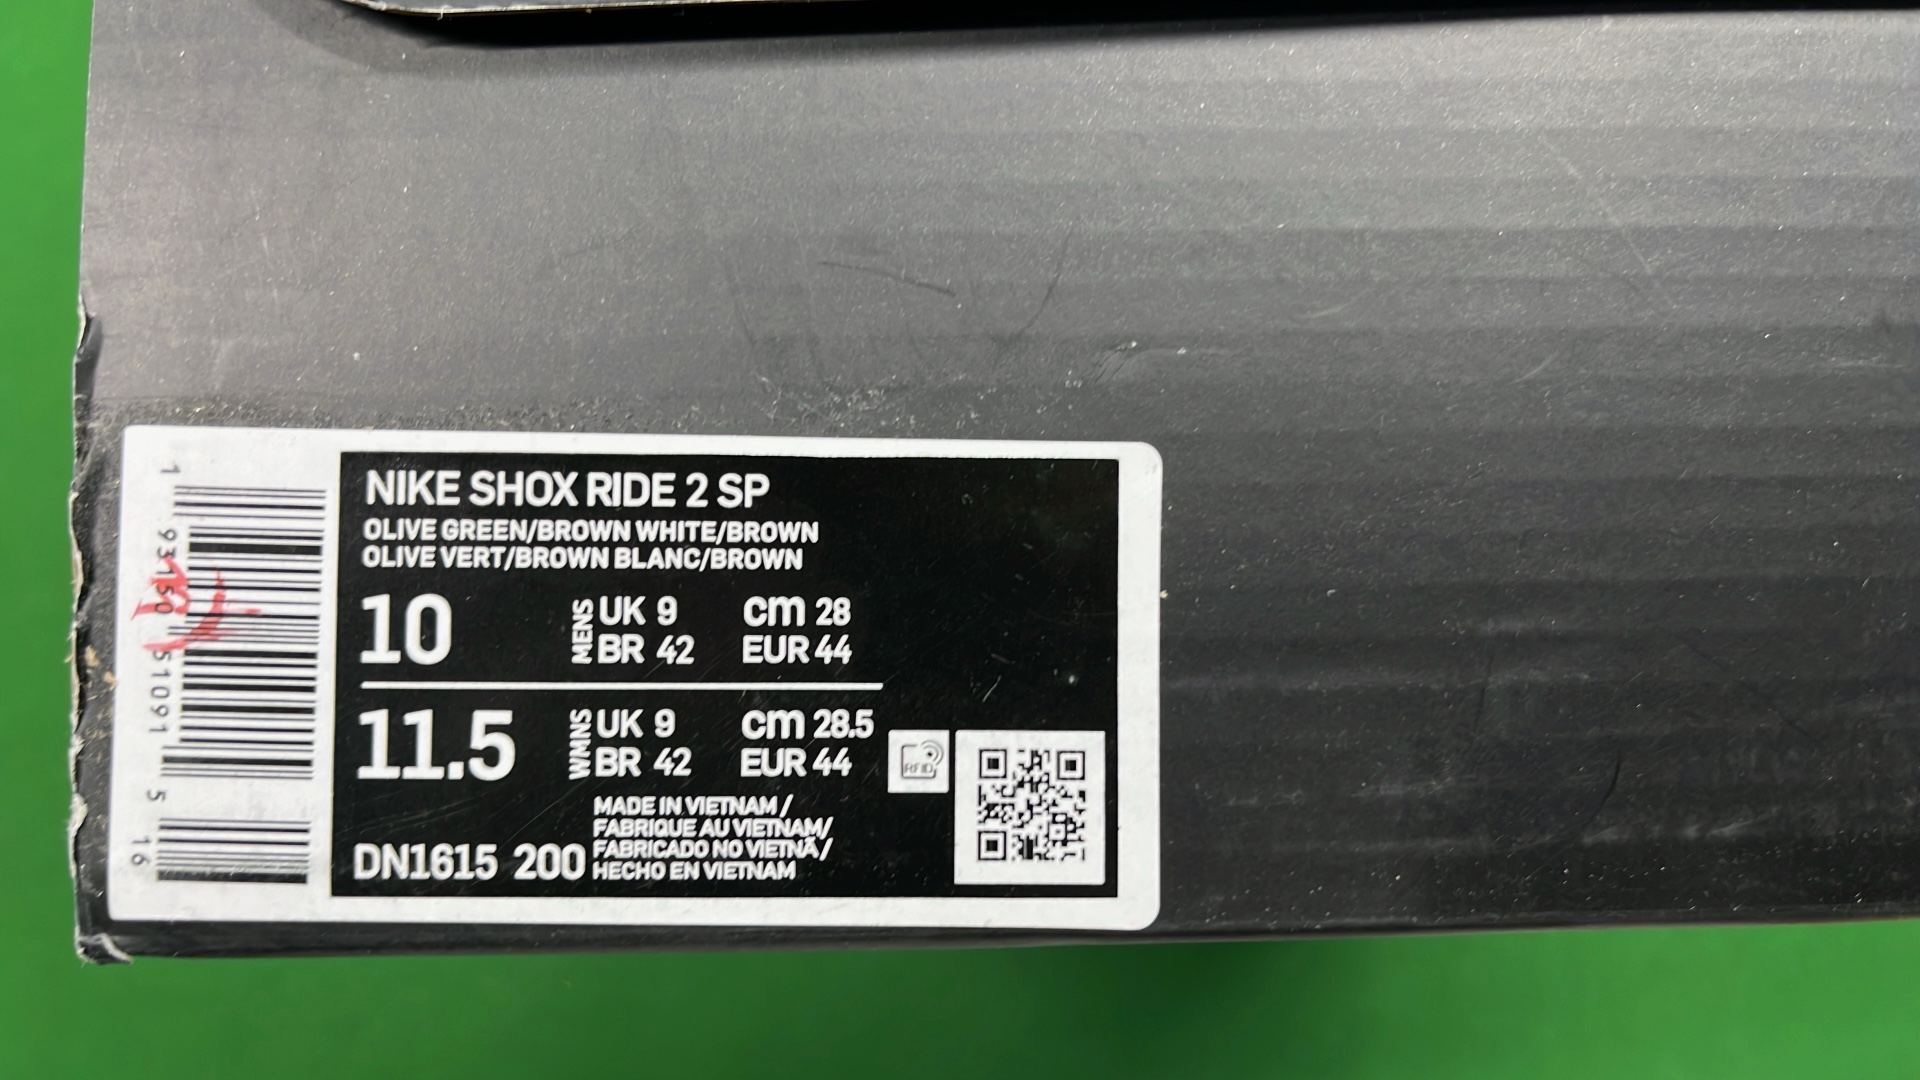 NIKE SHOX RIDE 2 SP
OLIVE GREEN/BROWN WHITE/BROWN
OLIVE VERT/BROWN BLANC/BROWN
10
MENS
UK 9
cm 28
BR 42
EUR 44
11.5
WMNS
UK 9
cm 28.5
BR 42
EUR 44
RFID
MADE IN VIETNAM /
FABRIQUE AU VIETNAM/
FABRICADO NO VIETNÃ/
HECHO EN VIETNAM
DN1615 200
1
51091
5
16